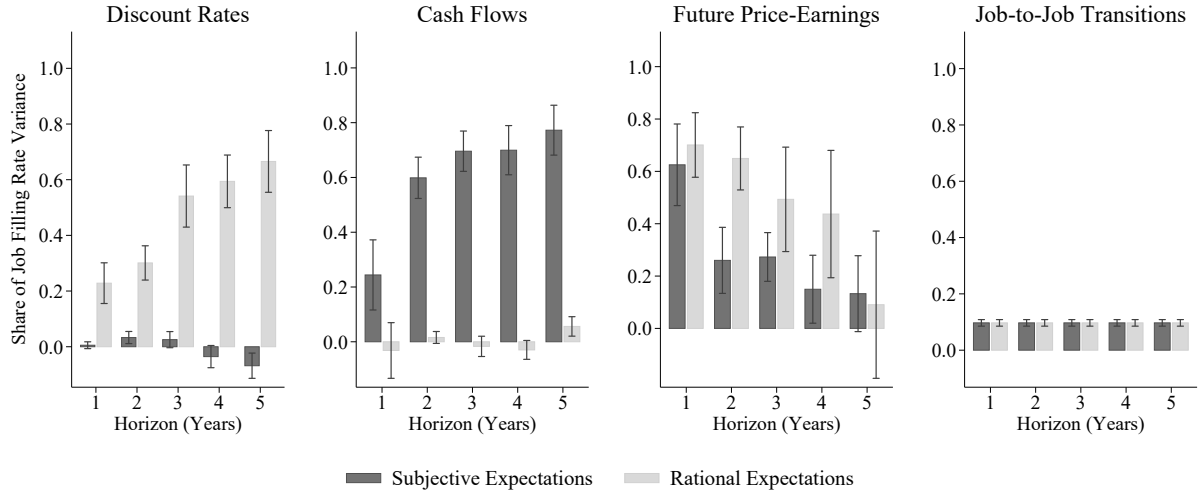 Discount Rates
Cash Flows
Future Price-Earnings
Job-to-Job Transitions
Share of Job Filling Rate Variance
1.0
0.8
0.6
0.4
0.2
0.0
1 2 3 4 5
Horizon (Years)
1.0
0.8
0.6
0.4
0.2
0.0
1 2 3 4 5
Horizon (Years)
1.0
0.8
0.6
0.4
0.2
0.0
1 2 3 4 5
Horizon (Years)
1.0
0.8
0.6
0.4
0.2
0.0
1 2 3 4 5
Horizon (Years)
Subjective Expectations
Rational Expectations